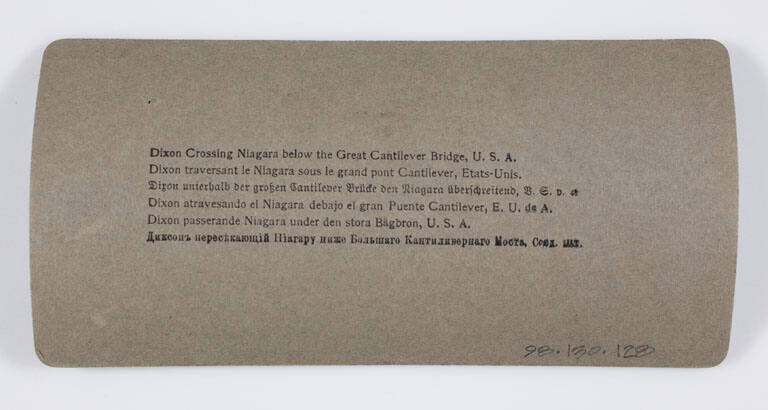 Dixon Crossing Niagara below the Great Cantilever Bridge, U. S. A.
Dixon traversant le Niagara sous le grand pont Cantilever, Etats-Unis.
Dixon unterhalb der großen Cantilever Brücke den Niagara überschreitend, V. S. v. A
Dixon atravesando el Niagara debajo el gran Puente Cantilever, E. U. de A.
Dixon passerande Niagara under den stora Bågbron, U. S. A.
Диксонъ пересѣкающій Нiагару ниже Большаго Кантиливернаго Моста, Соед. Шт.
98.130.128